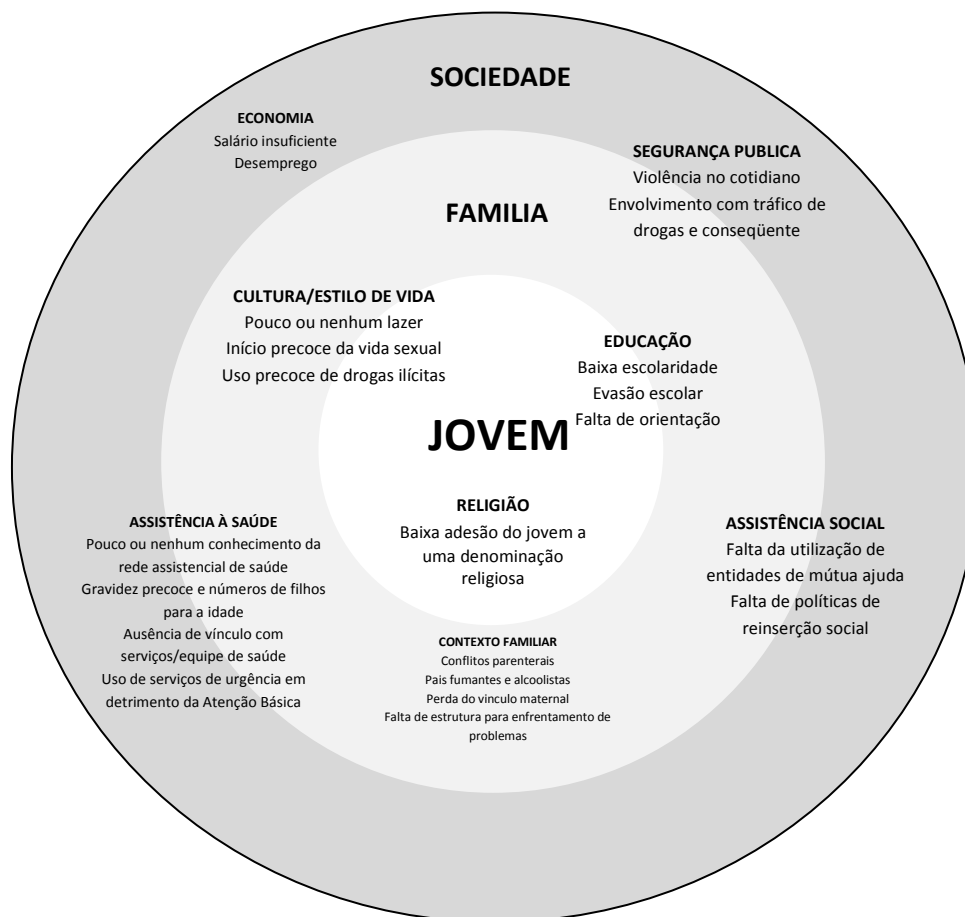 SOCIEDADE
ECONOMIA
Salário insuficiente
Desemprego
SEGURANÇA PUBLICA
Violência no cotidiano
Envolvimento com tráfico de
drogas e conseqüente
FAMILIA
CULTURA/ESTILO DE VIDA
Pouco ou nenhum lazer
Início precoce da vida sexual
Uso precoce de drogas ilícitas
EDUCAÇÃO
Baixa escolaridade
Evasão escolar
Falta de orientação
JOVEM
RELIGIÃO
Baixa adesão do jovem a
uma denominação
religiosa
ASSISTÊNCIA À SAÚDE
Pouco ou nenhum conhecimento da
rede assistencial de saúde
Gravidez precoce e números de filhos
para a idade
Ausência de vínculo com
serviços/equipe de saúde
Uso de serviços de urgência em
detrimento da Atenção Básica
ASSISTÊNCIA SOCIAL
Falta da utilização de
entidades de mútua ajuda
Falta de políticas de
reinserção social
CONTEXTO FAMILIAR
Conflitos parenterais
Pais fumantes e alcoolistas
Perda do vinculo maternal
Falta de estrutura para enfrentamento de
problemas